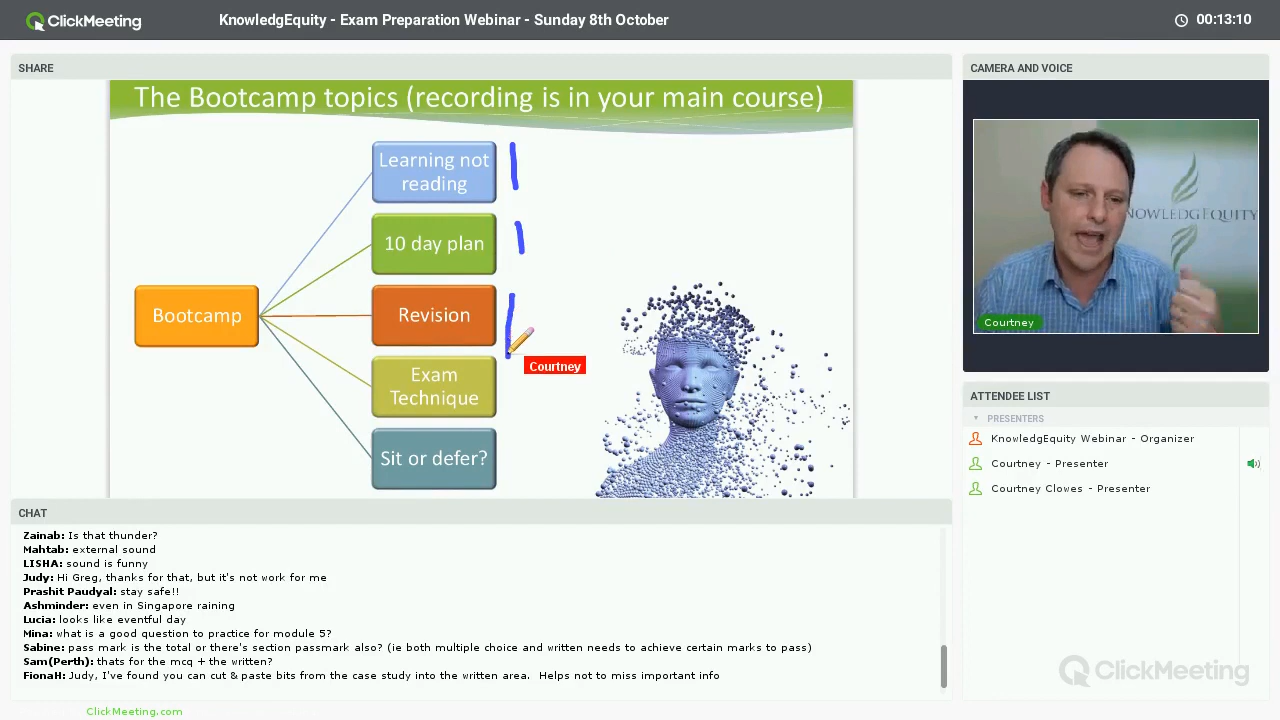 ClickMeeting
KnowledgEquity - Exam Preparation Webinar - Sunday 8th October
00:13:10
SHARE
The Bootcamp topics (recording is in your main course)
Learning not
reading
10 day plan
Bootcamp
Revision
Courtney
Exam
Technique
Sit or defer?
CAMERA AND VOICE
NOWLEDGEQUITY
Courtney
ATTENDEE LIST
PRESENTERS
KnowledgEquity Webinar - Organizer
Courtney - Presenter
Courtney Clowes - Presenter
CHAT
Zainab: Is that thunder?
Mahtab: external sound
LISHA: sound is funny
Judy: Hi Greg, thanks for that, but it's not work for me
Prashit Paudyal: stay safe!!
Ashminder: even in Singapore raining
Lucia: looks like eventful day
Mina: what is a good question to practice for module 5?
Sabine: pass mark is the total or there's section passmark also? (ie both multiple choice and written needs to achieve certain marks to pass)
Sam(Perth): thats for the mcq + the written?
FionaH: Judy, I've found you can cut & paste bits from the case study into the written area. Helps not to miss important info
ClickMeeting
ClickMeeting.com